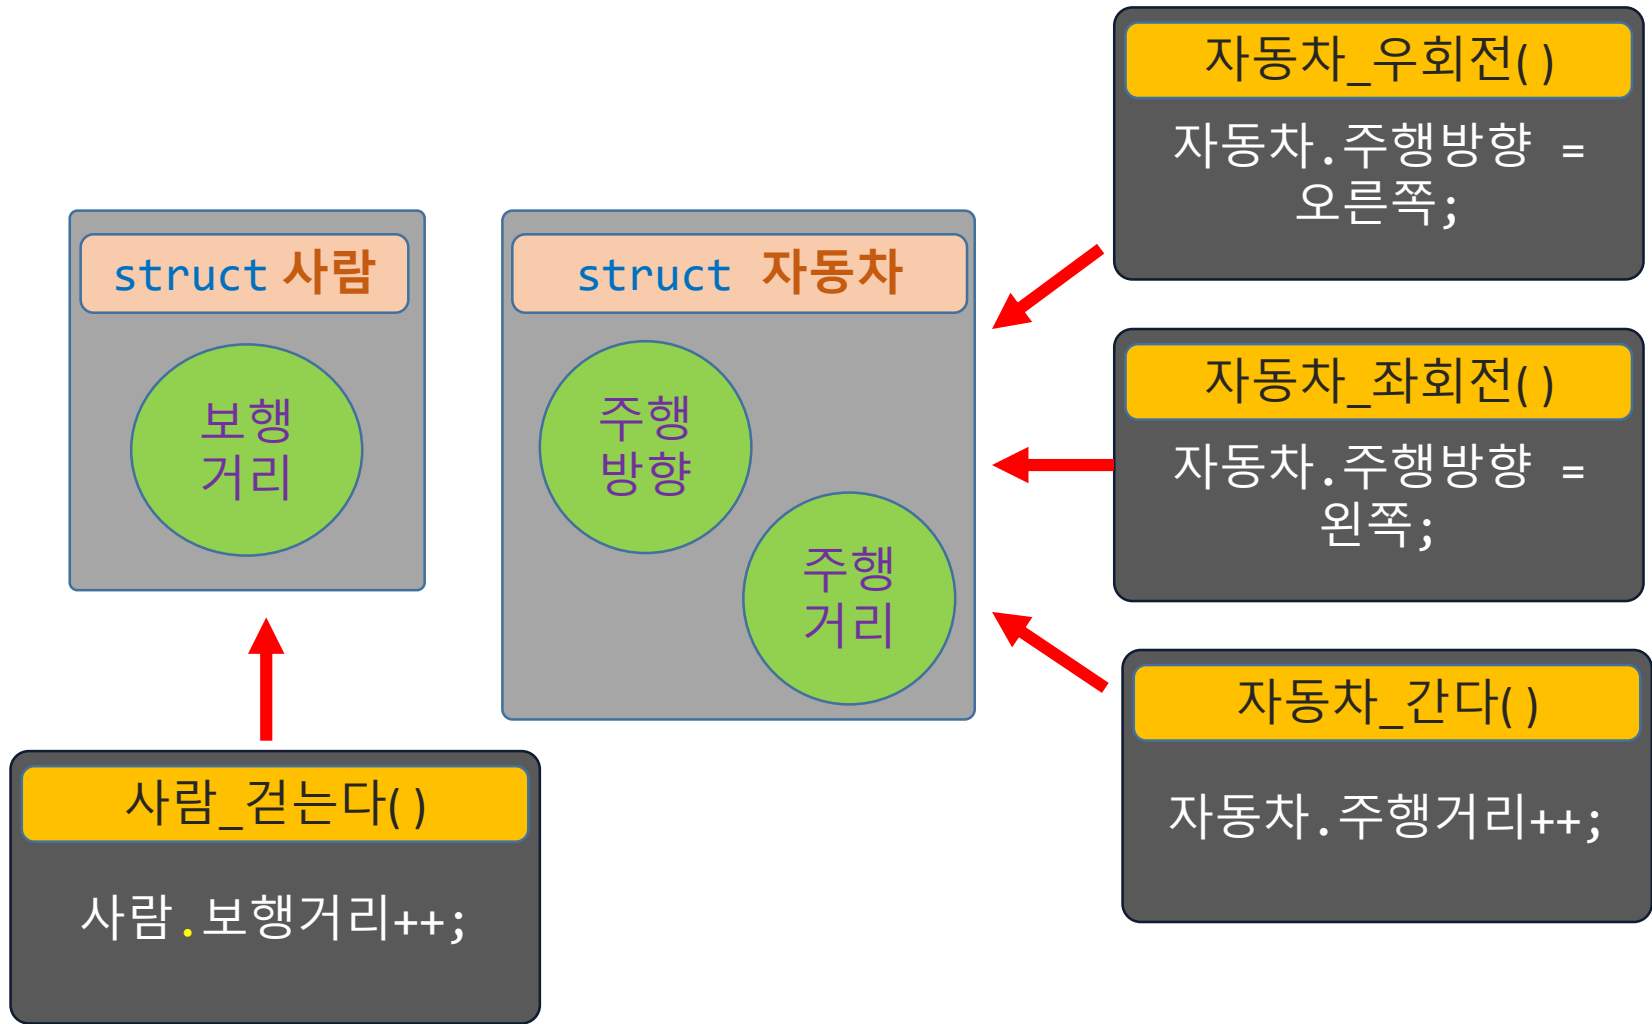 struct 사람
보행
거리
사람_걷는다()
사람.보행거리++;
struct 자동차
주행
방향
주행
거리
자동차_우회전()
자동차.주행방향 =
오른쪽;
자동차_좌회전()
자동차.주행방향 =
왼쪽;
자동차_간다()
자동차.주행거리++;